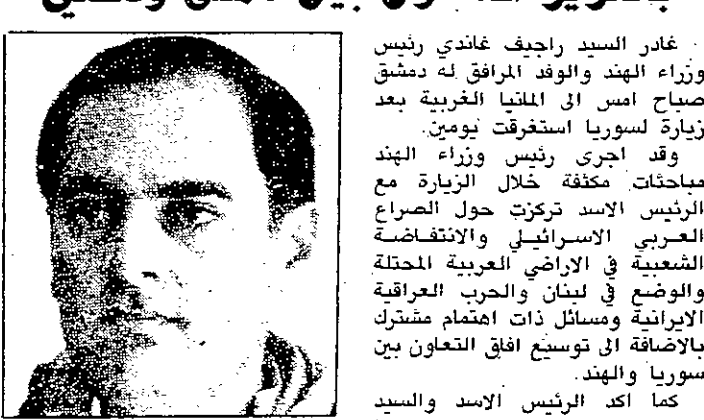 بين
غادر السيد راجيف غاندي رئيس
وزراء الهند والوفد المرافق له دمشق
صباح امس الى المانيا الغربية بعد
زيارة لسوريا استغرقت يومين.
وقد اجرى رئيس وزراء الهند
مباحثات مكثفة خلال الزيارة مع
الرئيس الاسد تركزت حول الصراع
العربي الاسرائيلي والانتفاضة
الشعبية في الاراضي العربية المحتلة
والوضع في لبنان والحرب العراقية
الايرانية ومسائل ذات اهتمام مشترك
بالاضافة الى توسيع افاق التعاون بين
سوريا والهند.
كما اكد الرئيس الاسد والسيد